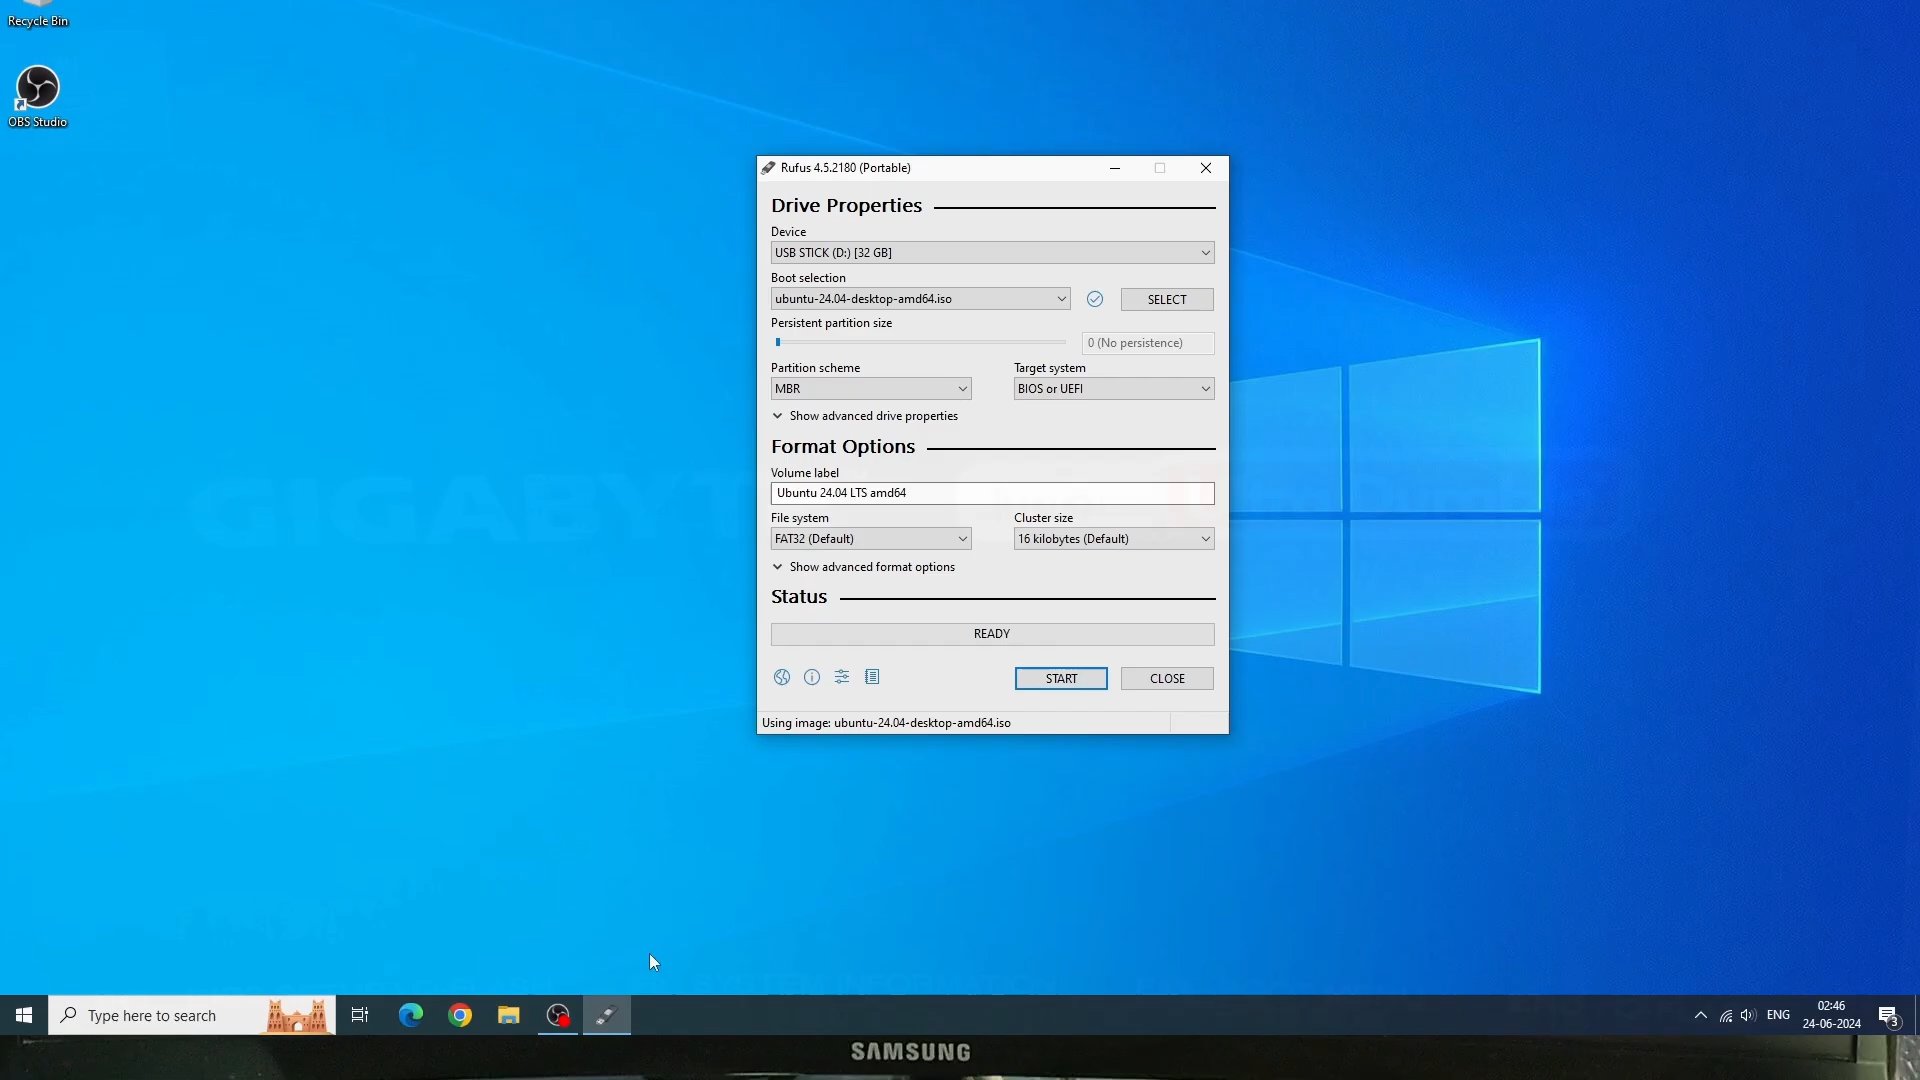 Recycle Bin
OBS Studio
Rufus 4.5.2180 (Portable)
Drive Properties
Device
USB STICK (D:) [32 GB]
Boot selection
ubuntu-24.04-desktop-amd64.iso
SELECT
Persistent partition size
0 (No persistence)
Partition scheme
Target system
MBR
BIOS or UEFI
Show advanced drive properties
Format Options
Volume label
Ubuntu 24.04 LTS amd64
File system
Cluster size
FAT32 (Default)
16 kilobytes (Default)
Show advanced format options
Status
READY
START
CLOSE
Using image: ubuntu-24.04-desktop-amd64.iso
GIGABYT
Type here to search
ENG
02:46
24-06-2024
3
SAMSUNG